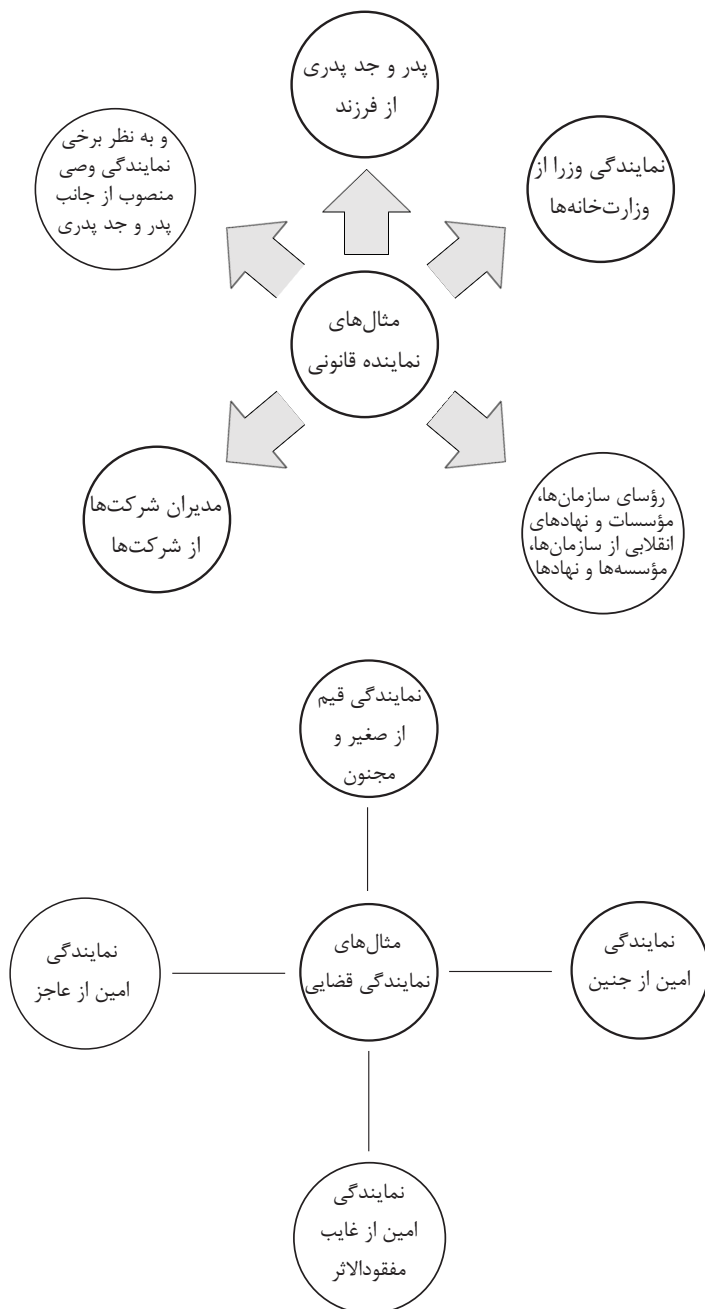 پدر و جد پدری
از فرزند
نمایندگی وزرا از
وزارت‌خانه‌ها
و به نظر برخی
نمایندگی وصی
منصوب از جانب
پدر و جد پدری
مثال‌های
نماینده قانونی
رؤسای سازمان‌ها،
مؤسسات و نهادهای
انقلابی از سازمان‌ها،
مؤسسه‌ها و نهادها
مدیران شرکت‌ها
از شرکت‌ها
نمایندگی قیم
از صغیر و
مجنون
نمایندگی
امین از جنین
مثال‌های
نمایندگی قضایی
نمایندگی
امین از عاجز
نمایندگی
امین از غایب
مفقودالاثر